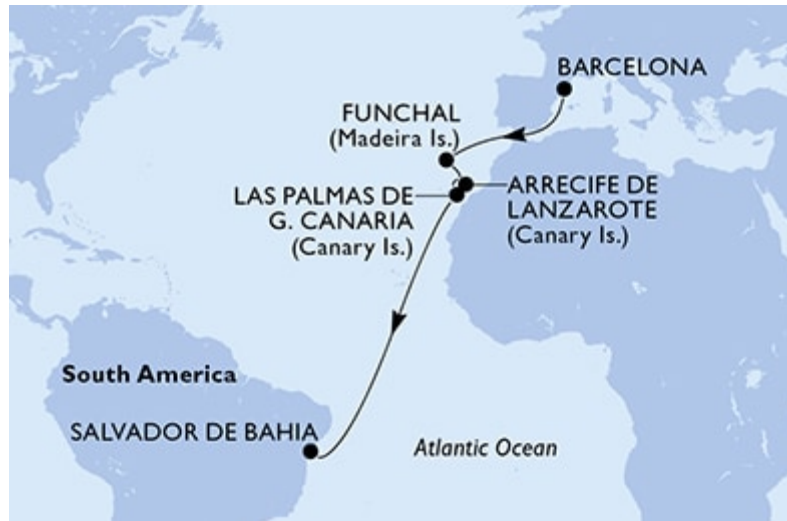 BARCELONA
FUNCHAL
(Madeira Is.)
LAS PALMAS DE
G. CANARIA
(Canary Is.)
ARRECIFE DE
LANZAROTE
(Canary Is.)
South America
SALVADOR DE BAHIA
Atlantic Ocean